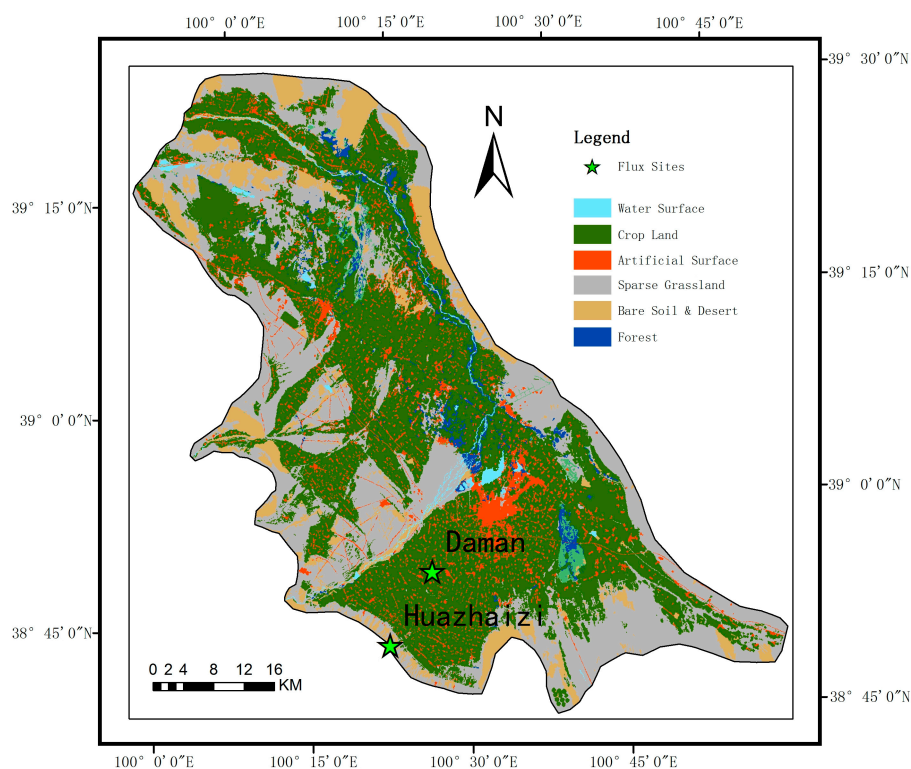 100° 0′0″E 100° 15′0″E 100° 30′0″E 100° 45′0″E
39° 30′0″N
N
Legend
Flux Sites
Water Surface
39° 15′0″N
Crop Land
Artificial Surface
39° 15′0″N
Sparse Grassland
Bare Soil & Desert
Forest
39° 0′0″N
39° 0′0″N
Daman
Huazhaizi
38° 45′0″N
0 2 4 8 12 16
KM
38° 45′0″N
100° 0′0″E 100° 15′0″E 100° 30′0″E 100° 45′0″E